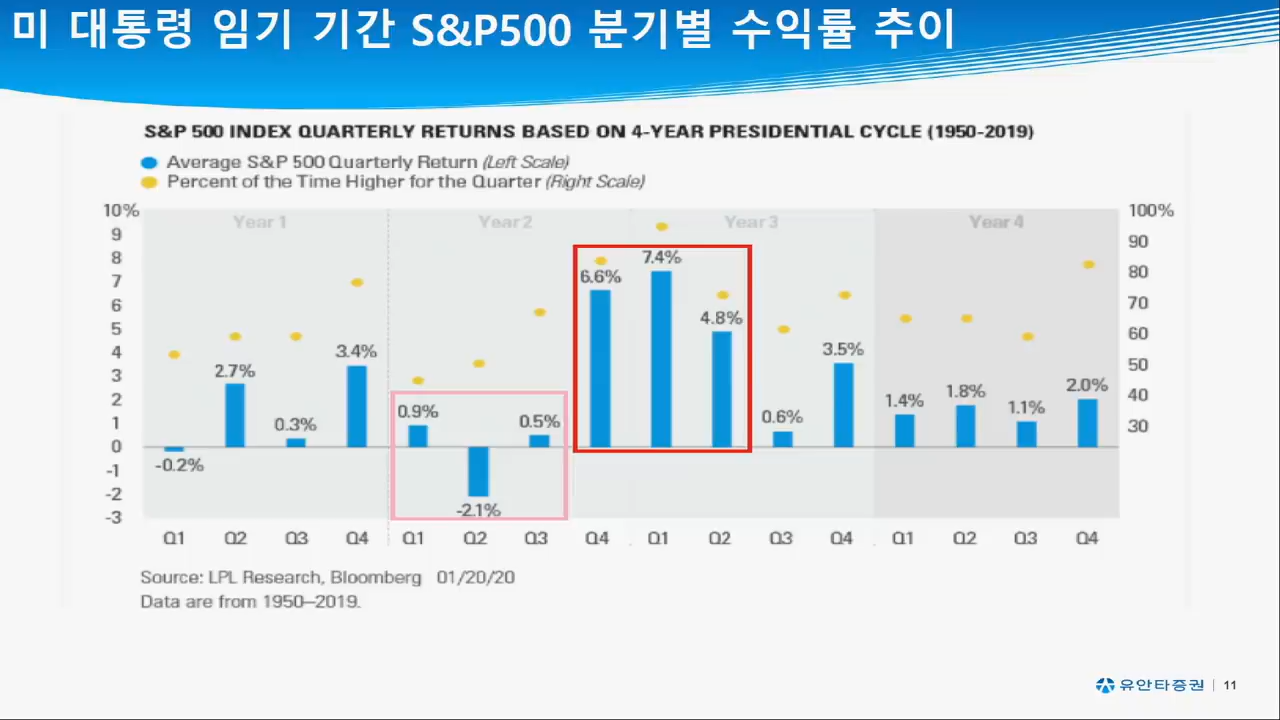 미 대통령 임기 기간 S&P500 분기별 수익률 추이
S&P 500 INDEX QUARTERLY RETURNS BASED ON 4-YEAR PRESIDENTIAL CYCLE (1950-2019)
Average S&P 500 Quarterly Return (Left Scale)
Percent of the Time Higher for the Quarter (Right Scale)
10% Year 1 Year 2 Year 3 Year 4 100%
9 90
8 7.4% 80
7 6.6% 70
6 4.8% 60
5 3.4% 3.5% 50
4 2.7% 40
3 0.9% 0.5% 1.4% 1.8% 1.1% 2.0% 30
2 0.3% 0.6%
1
0
-1 -0.2%
-2 -2.1%
-3
Q1 Q2 Q3 Q4 Q1 Q2 Q3 Q4 Q1 Q2 Q3 Q4 Q1 Q2 Q3 Q4
Source: LPL Research, Bloomberg 01/20/20
Data are from 1950–2019.
유안타증권 | 11